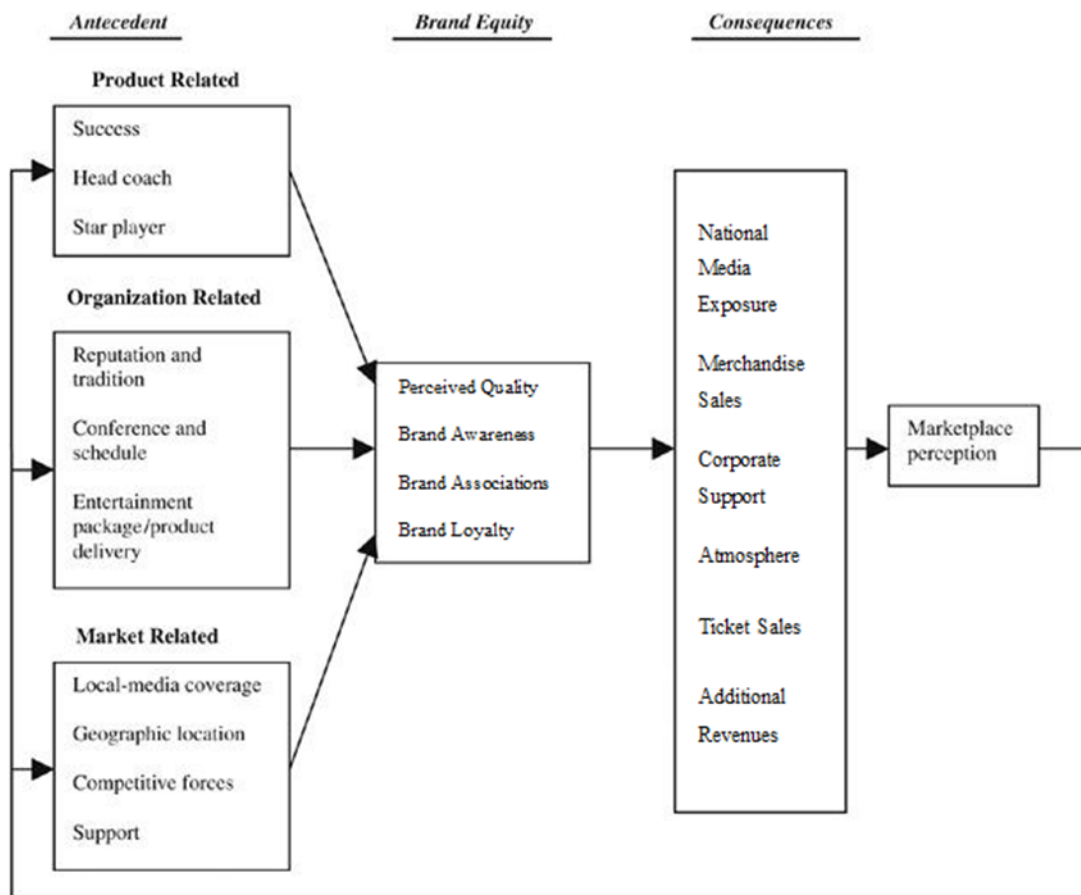 Antecedent
Brand Equity
Consequences
Product Related
Success
Head coach
Star player
Organization Related
Reputation and
tradition
Conference and
schedule
Entertainment
package/product
delivery
Market Related
Local-media coverage
Geographic location
Competitive forces
Support
Perceived Quality
Brand Awareness
Brand Associations
Brand Loyalty
National
Media
Exposure
Merchandise
Sales
Corporate
Support
Atmosphere
Ticket Sales
Additional
Revenues
Marketplace
perception